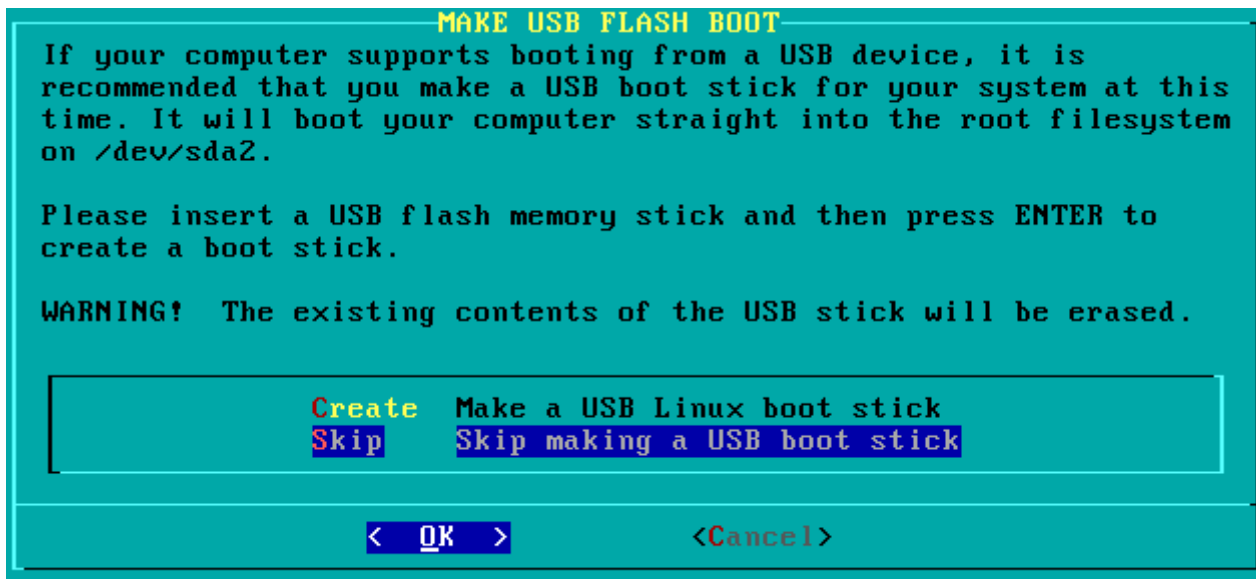 MAKE USB FLASH BOOT
If your computer supports booting from a USB device, it is
recommended that you make a USB boot stick for your system at this
time. It will boot your computer straight into the root filesystem
on /dev/sda2.
Please insert a USB flash memory stick and then press ENTER to
create a boot stick.
WARNING!  The existing contents of the USB stick will be erased.
Create  Make a USB Linux boot stick
Skip    Skip making a USB boot stick
<  OK  > <Cancel>